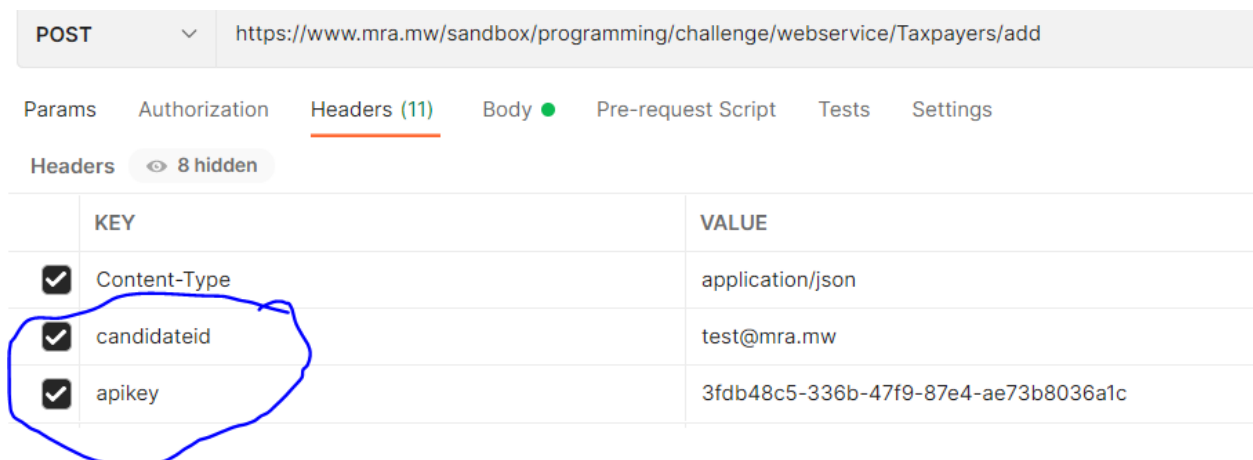 POST https://www.mra.mw/sandbox/programming/challenge/webservice/Taxpayers/add
Params Authorization Headers (11) Body Pre-request Script Tests Settings
Headers 8 hidden
KEY VALUE
Content-Type application/json
candidateid test@mra.mw
apikey 3fdb48c5-336b-47f9-87e4-ae73b8036a1c